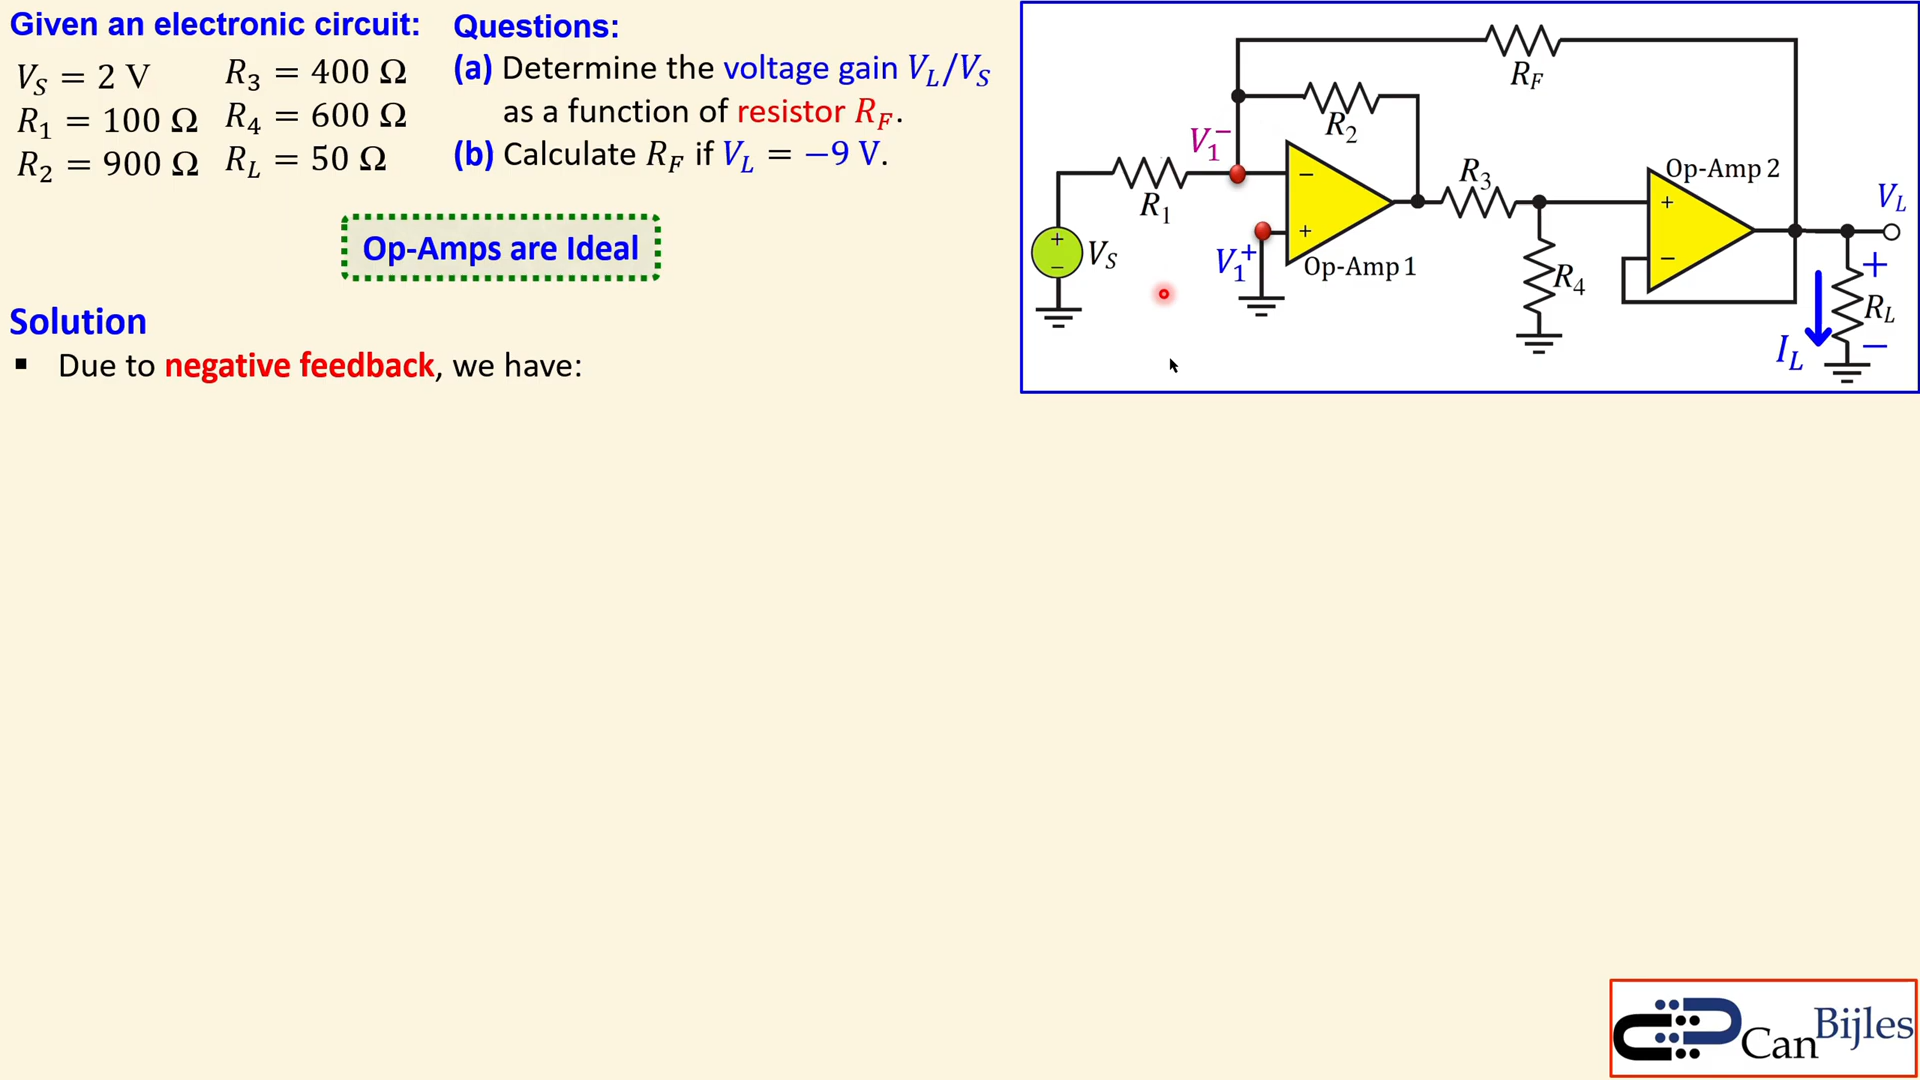 Given an electronic circuit:
V_S = 2 V
R_1 = 100 Ω
R_2 = 900 Ω
R_3 = 400 Ω
R_4 = 600 Ω
R_L = 50 Ω
Questions:
(a) Determine the voltage gain V_L/V_S
as a function of resistor R_F.
(b) Calculate R_F if V_L = −9 V.
Op-Amps are Ideal
Solution
▪ Due to negative feedback, we have:
R_F
R_2
V_1^−
R_1
−
+
V_1^+
Op-Amp 1
+
−
V_S
R_3
R_4
Op-Amp 2
+
−
V_L
+
R_L
−
I_L
Can Bijles